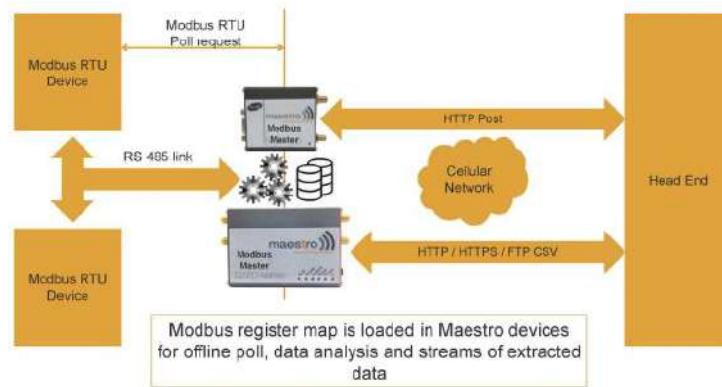 Modbus RTU
Poll request
Modbus RTU
Device
maestro
Modbus
Master
HTTP Post
RS 485 link
Cellular
Network
Head End
maestro
Modbus
Master
HTTP / HTTPS / FTP CSV
Modbus RTU
Device
Modbus register map is loaded in Maestro devices
for offline poll, data analysis and streams of extracted
data